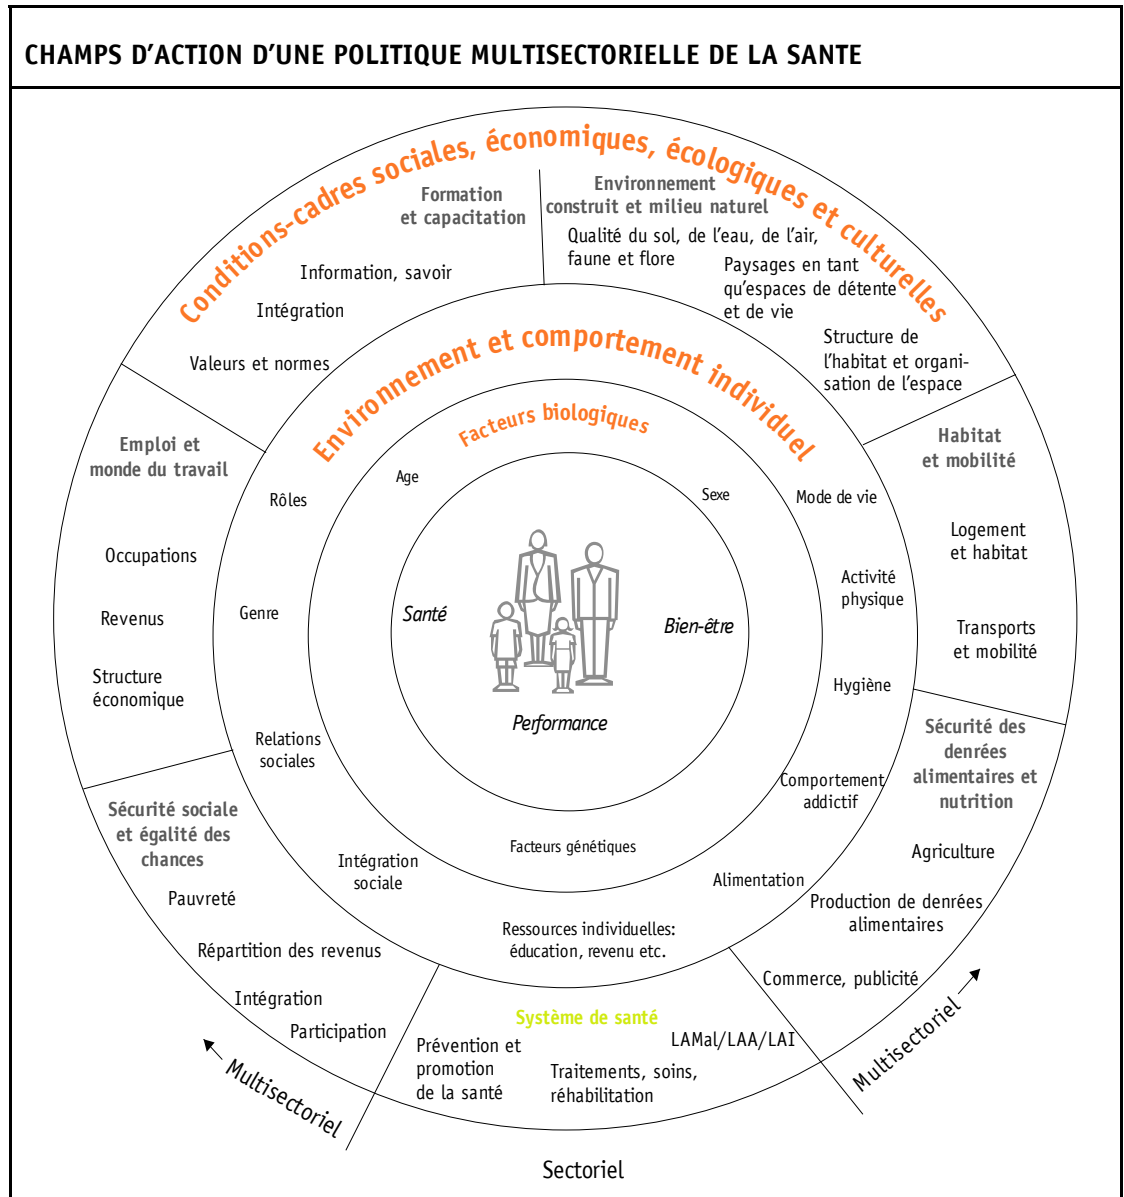 CHAMPS D'ACTION D'UNE POLITIQUE MULTISECTORIELLE DE LA SANTE
Conditions-cadres sociales, économiques, écologiques et culturelles
Formation
et capacitation
Information, savoir
Intégration
Valeurs et normes
Environnement
construit et milieu naturel
Qualité du sol, de l'eau, de l'air,
faune et flore
Paysages en tant
qu'espaces de détente
et de vie
Structure de
l'habitat et organi-
sation de l'espace
Environnement et comportement individuel
Facteurs biologiques
Emploi et
monde du travail
Occupations
Revenus
Structure
économique
Habitat
et mobilité
Logement
et habitat
Transports
et mobilité
Rôles
Genre
Relations
sociales
Intégration
sociale
Ressources individuelles:
éducation, revenu etc.
Mode de vie
Activité
physique
Hygiène
Comportement
addictif
Alimentation
Age
Sexe
Facteurs génétiques
Santé
Bien-être
Performance
Sécurité sociale
et égalité des
chances
Pauvreté
Répartition des revenus
Intégration
Participation
Sécurité des
denrées
alimentaires et
nutrition
Agriculture
Production de denrées
alimentaires
Commerce, publicité
Système de santé
LAMal/LAA/LAI
Prévention et
promotion
de la santé
Traitements, soins,
réhabilitation
Multisectoriel
Multisectoriel
Sectoriel